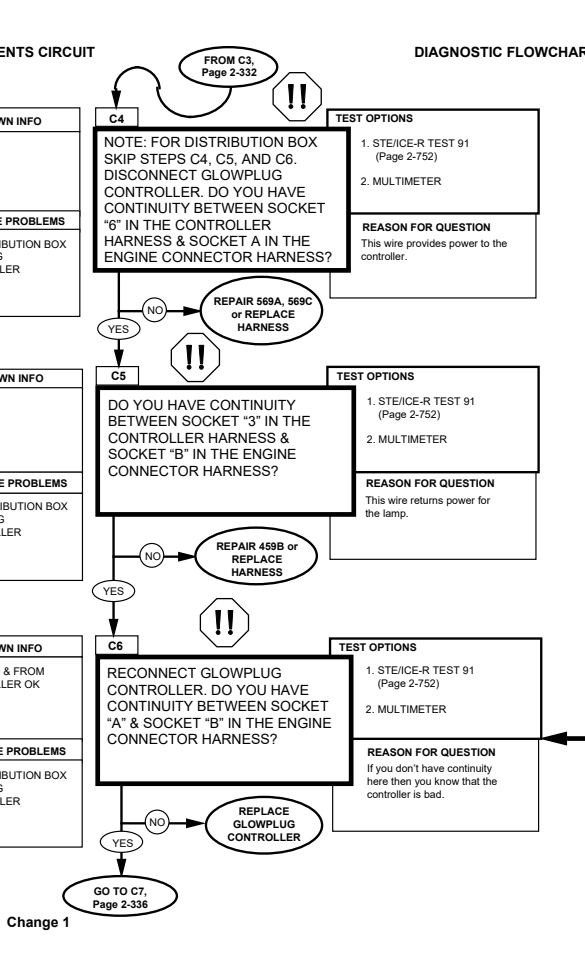 ENTS CIRCUIT
DIAGNOSTIC FLOWCHAR
FROM C3,
Page 2-332
!!
WN INFO
E PROBLEMS
IBUTION BOX
G
LER
C4
NOTE: FOR DISTRIBUTION BOX
SKIP STEPS C4, C5, AND C6.
DISCONNECT GLOWPLUG
CONTROLLER. DO YOU HAVE
CONTINUITY BETWEEN SOCKET
“6” IN THE CONTROLLER
HARNESS & SOCKET A IN THE
ENGINE CONNECTOR HARNESS?
TEST OPTIONS
1. STE/ICE-R TEST 91
(Page 2-752)
2. MULTIMETER
REASON FOR QUESTION
This wire provides power to the
controller.
NO
REPAIR 569A, 569C
or REPLACE
HARNESS
YES
!!
WN INFO
E PROBLEMS
RIBUTION BOX
G
LLER
C5
DO YOU HAVE CONTINUITY
BETWEEN SOCKET “3” IN THE
CONTROLLER HARNESS &
SOCKET “B” IN THE ENGINE
CONNECTOR HARNESS?
TEST OPTIONS
1. STE/ICE-R TEST 91
(Page 2-752)
2. MULTIMETER
REASON FOR QUESTION
This wire returns power for
the lamp.
NO
REPAIR 459B or
REPLACE
HARNESS
YES
!!
WN INFO
& FROM
LER OK
E PROBLEMS
IBUTION BOX
G
LER
C6
RECONNECT GLOWPLUG
CONTROLLER. DO YOU HAVE
CONTINUITY BETWEEN SOCKET
“A” & SOCKET “B” IN THE ENGINE
CONNECTOR HARNESS?
TEST OPTIONS
1. STE/ICE-R TEST 91
(Page 2-752)
2. MULTIMETER
REASON FOR QUESTION
If you don’t have continuity
here then you know that the
controller is bad.
NO
REPLACE
GLOWPLUG
CONTROLLER
YES
GO TO C7,
Page 2-336
Change 1